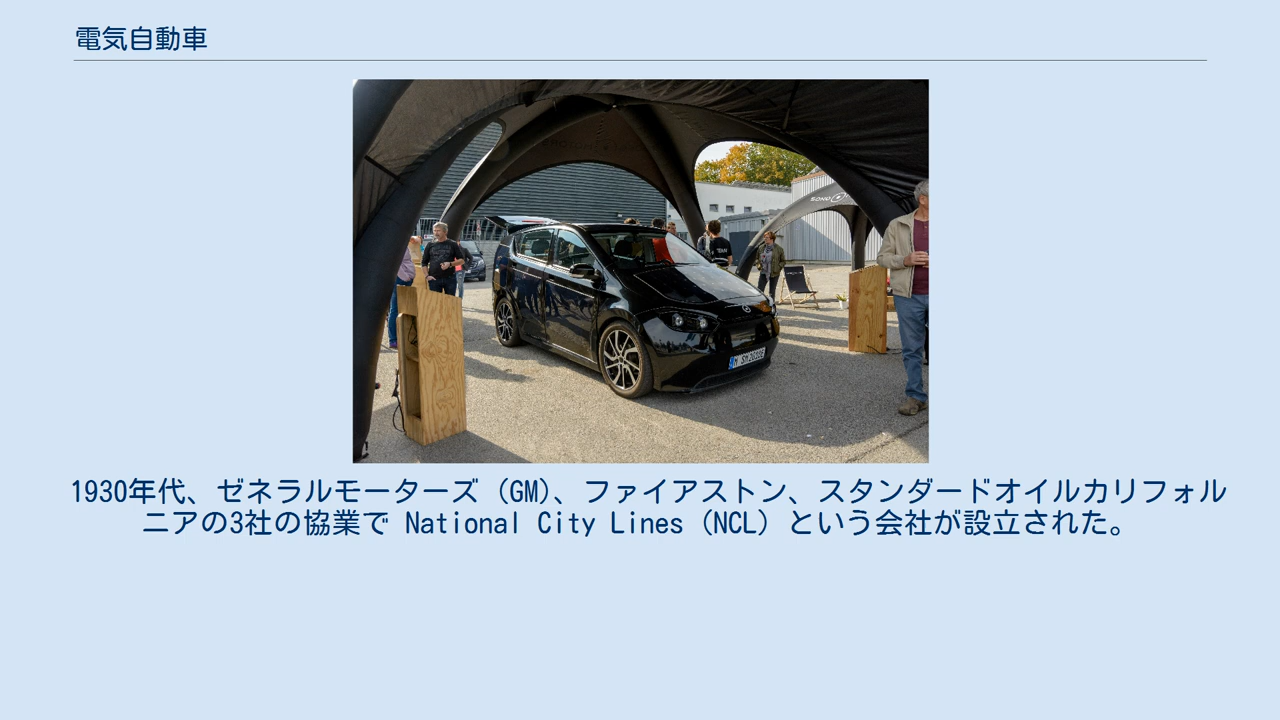 電気自動車
SONO
1930年代、ゼネラルモーターズ（GM)、ファイアストン、スタンダードオイルカリフォル
ニアの3社の協業で National City Lines（NCL）という会社が設立された。